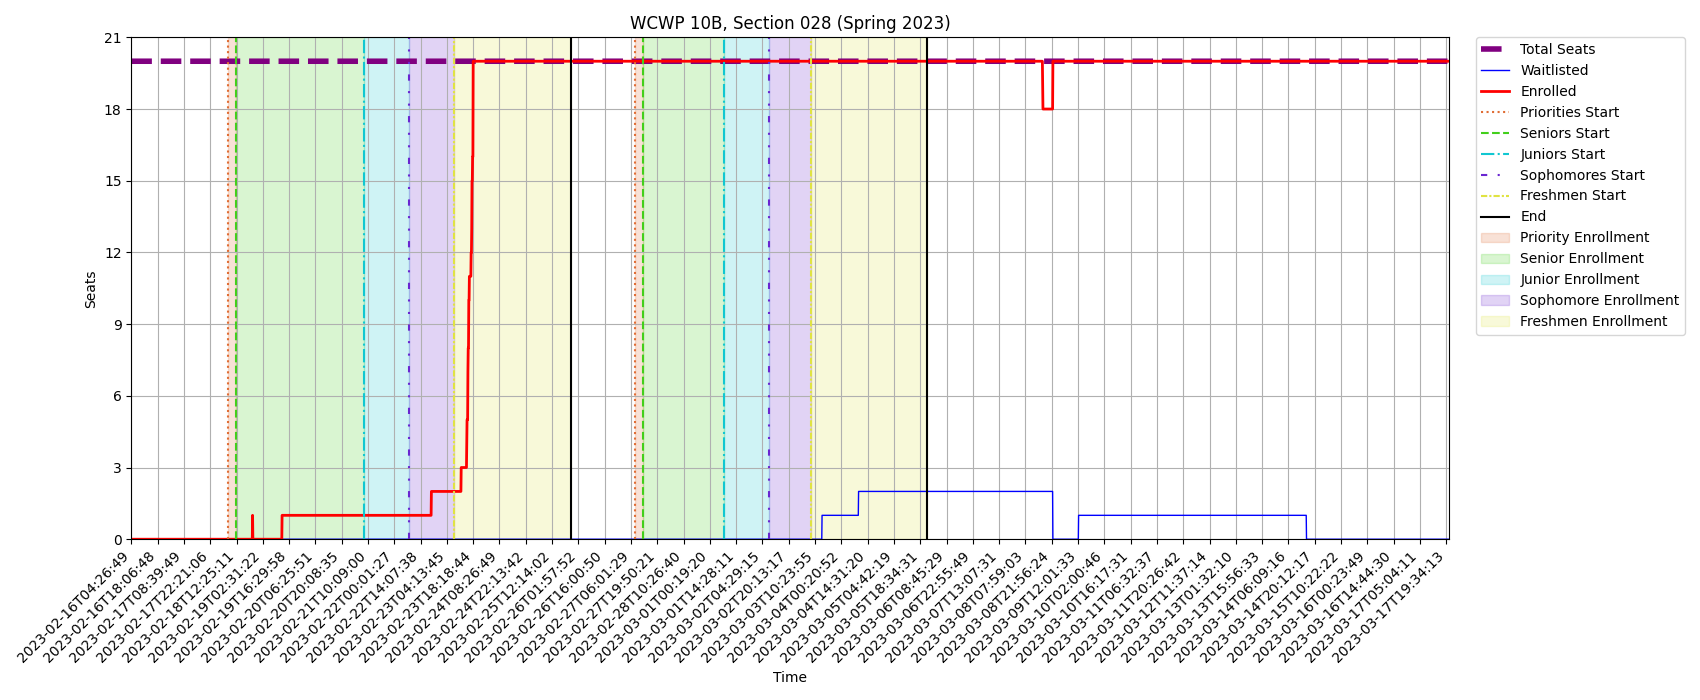 WCWP 10B, Section 028 (Spring 2023)
21
18
15
12
9
6
3
0
Seats
2023-02-16T04:26:49
2023-02-16T18:06:48
2023-02-17T08:39:49
2023-02-17T22:21:06
2023-02-18T12:25:11
2023-02-19T02:31:22
2023-02-19T16:29:58
2023-02-20T06:25:51
2023-02-20T20:08:35
2023-02-21T10:09:00
2023-02-22T00:01:27
2023-02-22T14:07:38
2023-02-23T04:13:45
2023-02-23T18:18:44
2023-02-24T08:26:49
2023-02-24T22:13:42
2023-02-25T12:14:02
2023-02-26T01:57:52
2023-02-26T16:00:50
2023-02-27T06:01:29
2023-02-27T19:50:21
2023-02-28T10:26:40
2023-03-01T00:19:20
2023-03-01T14:28:11
2023-03-02T04:29:15
2023-03-02T20:13:17
2023-03-03T10:23:55
2023-03-04T00:20:52
2023-03-04T14:31:20
2023-03-05T04:42:19
2023-03-05T18:34:31
2023-03-06T08:45:29
2023-03-06T22:55:49
2023-03-07T13:07:31
2023-03-08T07:59:03
2023-03-08T21:56:24
2023-03-09T12:01:33
2023-03-10T02:00:46
2023-03-10T16:17:31
2023-03-11T06:32:37
2023-03-11T20:26:42
2023-03-12T11:37:14
2023-03-13T01:32:10
2023-03-13T15:56:33
2023-03-14T06:09:16
2023-03-14T20:12:17
2023-03-15T10:22:22
2023-03-16T00:23:49
2023-03-16T14:44:30
2023-03-17T05:04:11
2023-03-17T19:34:13
Time
Total Seats
Waitlisted
Enrolled
Priorities Start
Seniors Start
Juniors Start
Sophomores Start
Freshmen Start
End
Priority Enrollment
Senior Enrollment
Junior Enrollment
Sophomore Enrollment
Freshmen Enrollment